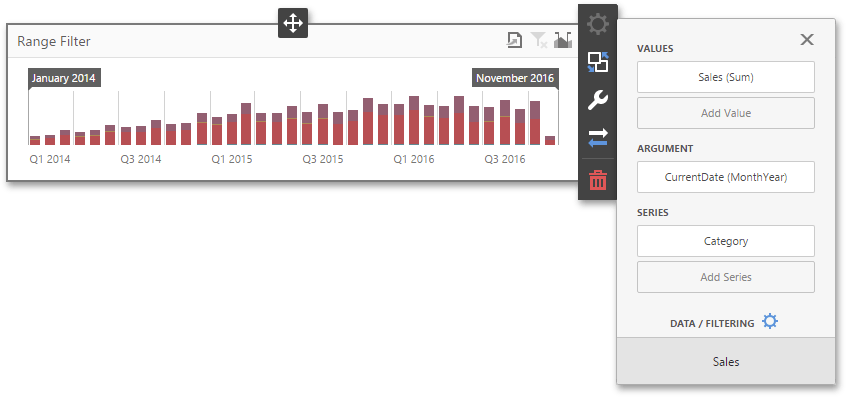 Range Filter
January 2014
November 2016
Q1 2014
Q3 2014
Q1 2015
Q3 2015
Q1 2016
Q3 2016
VALUES
Sales (Sum)
Add Value
ARGUMENT
CurrentDate (MonthYear)
SERIES
Category
Add Series
DATA / FILTERING
Sales